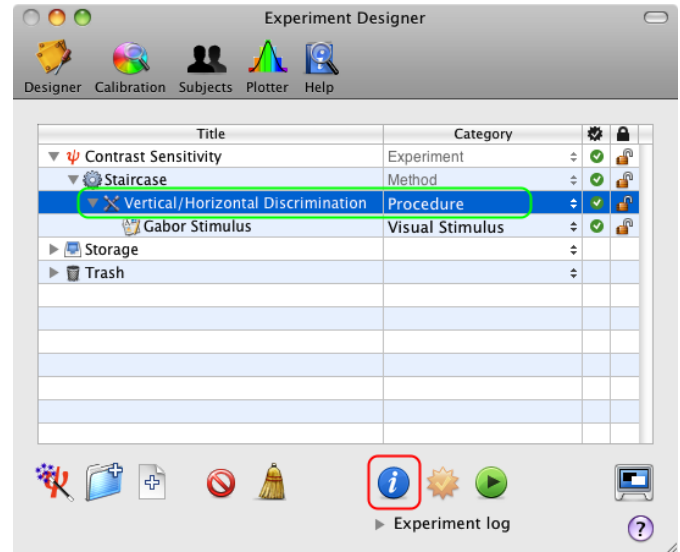 Experiment Designer
Designer Calibration Subjects Plotter Help
Title Category
Contrast Sensitivity Experiment
Staircase Method
Vertical/Horizontal Discrimination Procedure
Gabor Stimulus Visual Stimulus
Storage
Trash
Experiment log
?